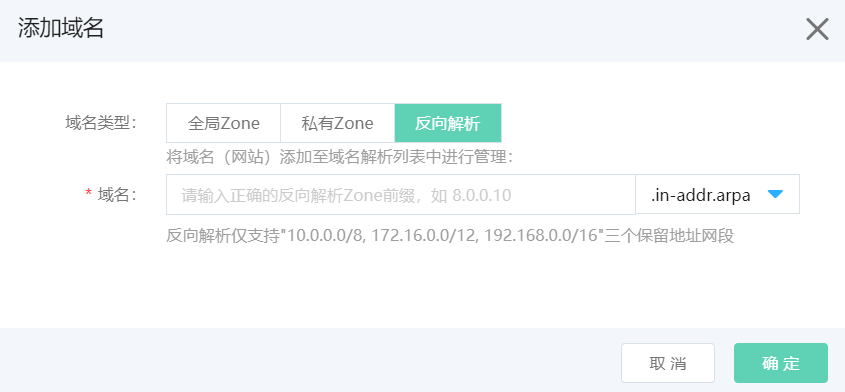 添加域名
域名类型：
全局Zone 私有Zone 反向解析
将域名（网站）添加至域名解析列表中进行管理：
* 域名： 请输入正确的反向解析Zone前缀，如 8.0.0.10 .in-addr.arpa
反向解析仅支持"10.0.0.0/8, 172.16.0.0/12, 192.168.0.0/16"三个保留地址网段
取 消 确 定